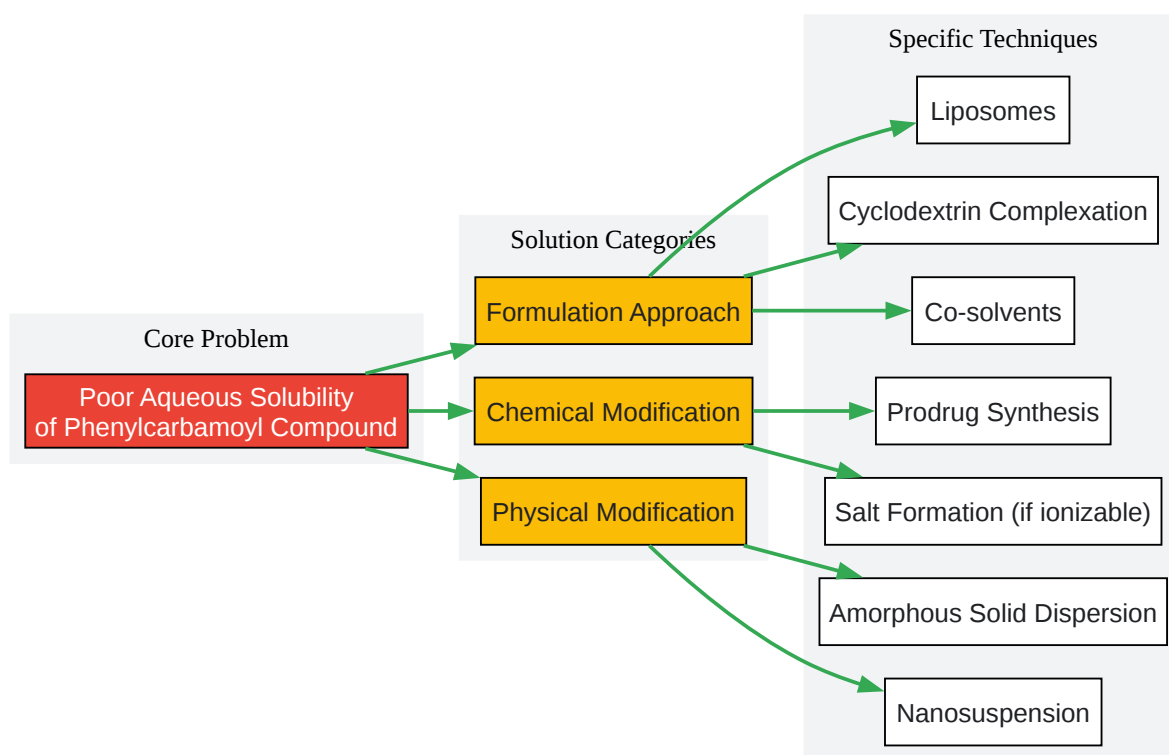 Core Problem
Poor Aqueous Solubility
of Phenylcarbamoyl Compound
Solution Categories
Formulation Approach
Chemical Modification
Physical Modification
Specific Techniques
Liposomes
Cyclodextrin Complexation
Co-solvents
Prodrug Synthesis
Salt Formation (if ionizable)
Amorphous Solid Dispersion
Nanosuspension